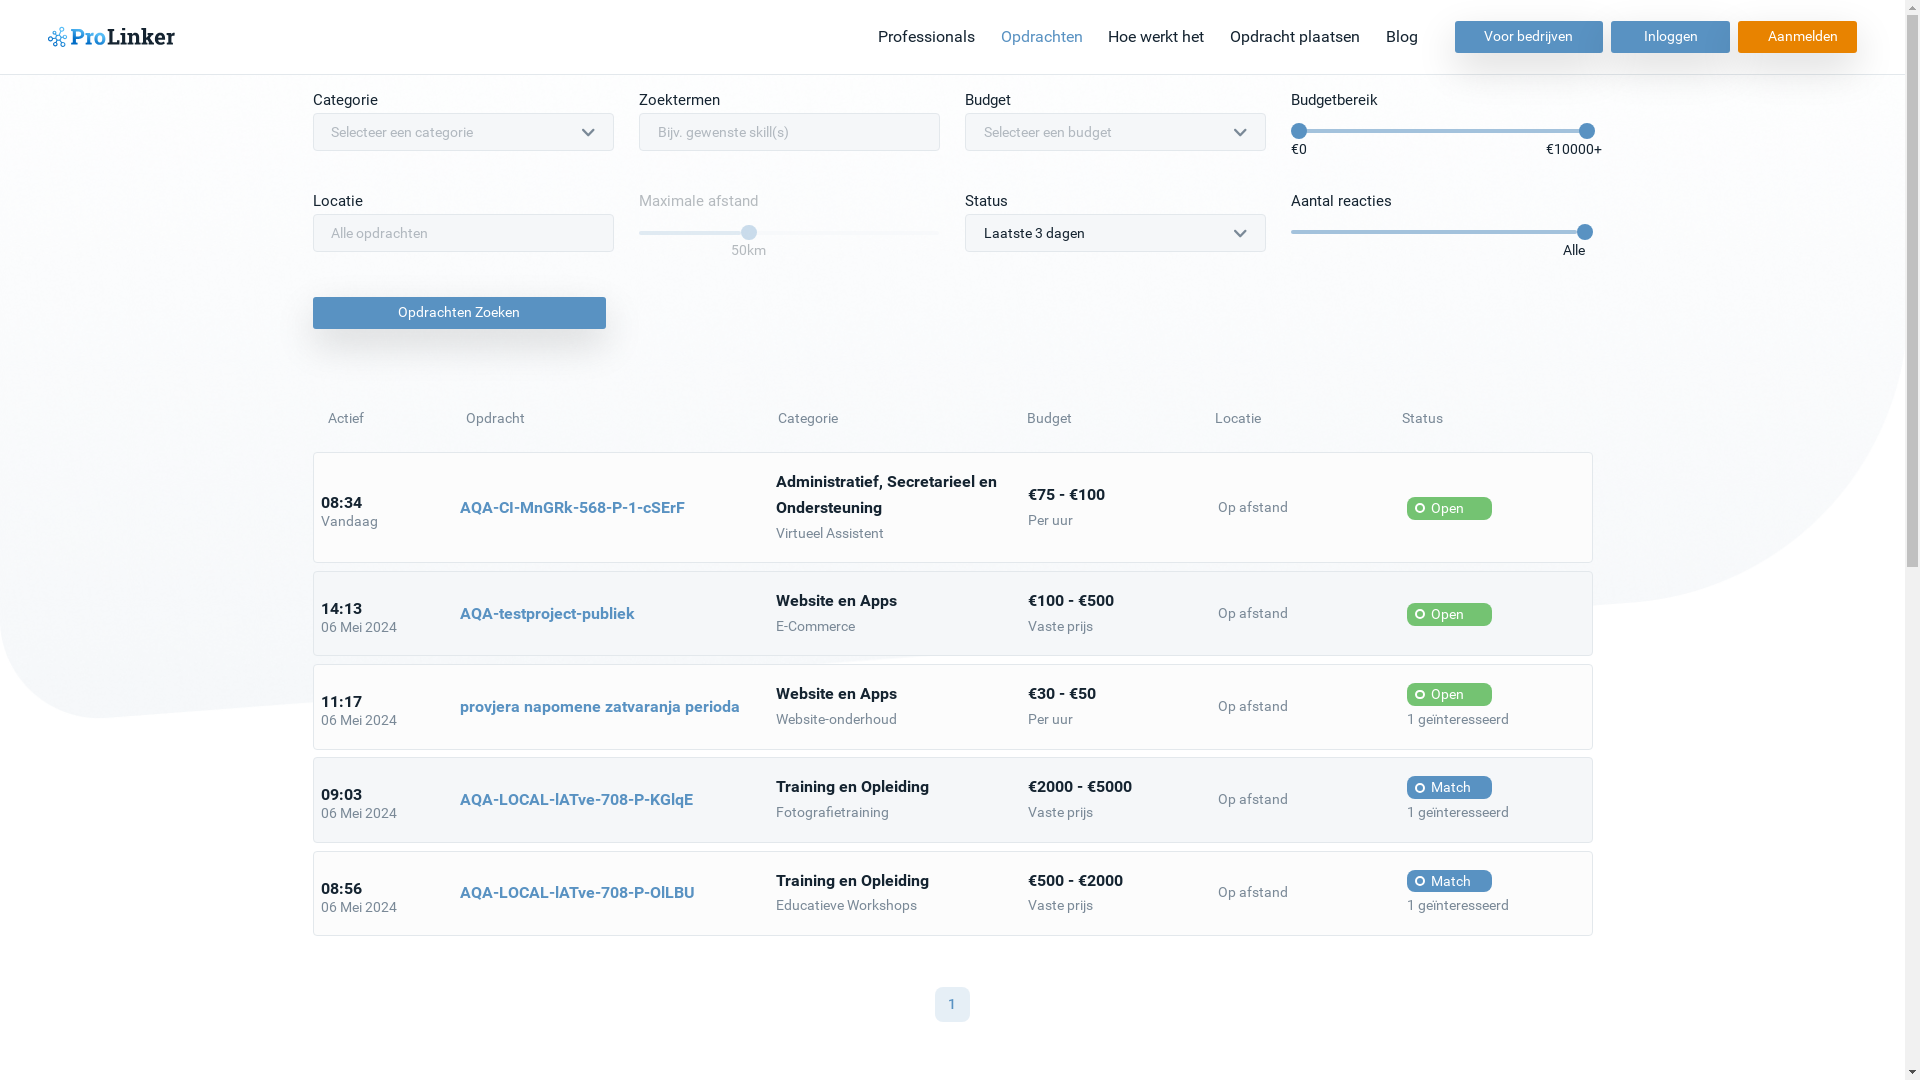 ProLinker
Professionals
Opdrachten
Hoe werkt het
Opdracht plaatsen
Blog
Voor bedrijven
Inloggen
Aanmelden
Categorie
Zoektermen
Budget
Budgetbereik
Selecteer een categorie
Bijv. gewenste skill(s)
Selecteer een budget
€0
€10000+
Locatie
Maximale afstand
Status
Aantal reacties
Alle opdrachten
50km
Laatste 3 dagen
Alle
Opdrachten Zoeken
Actief
Opdracht
Categorie
Budget
Locatie
Status
08:34
Vandaag
AQA-CI-MnGRk-568-P-1-cSErF
Administratief, Secretarieel en
Ondersteuning
Virtueel Assistent
€75 - €100
Per uur
Op afstand
Open
14:13
06 Mei 2024
AQA-testproject-publiek
Website en Apps
E-Commerce
€100 - €500
Vaste prijs
Op afstand
Open
11:17
06 Mei 2024
provjera napomene zatvaranja perioda
Website en Apps
Website-onderhoud
€30 - €50
Per uur
Op afstand
Open
1 geïnteresseerd
09:03
06 Mei 2024
AQA-LOCAL-lATve-708-P-KGlqE
Training en Opleiding
Fotografietraining
€2000 - €5000
Vaste prijs
Op afstand
Match
1 geïnteresseerd
08:56
06 Mei 2024
AQA-LOCAL-lATve-708-P-OlLBU
Training en Opleiding
Educatieve Workshops
€500 - €2000
Vaste prijs
Op afstand
Match
1 geïnteresseerd
1